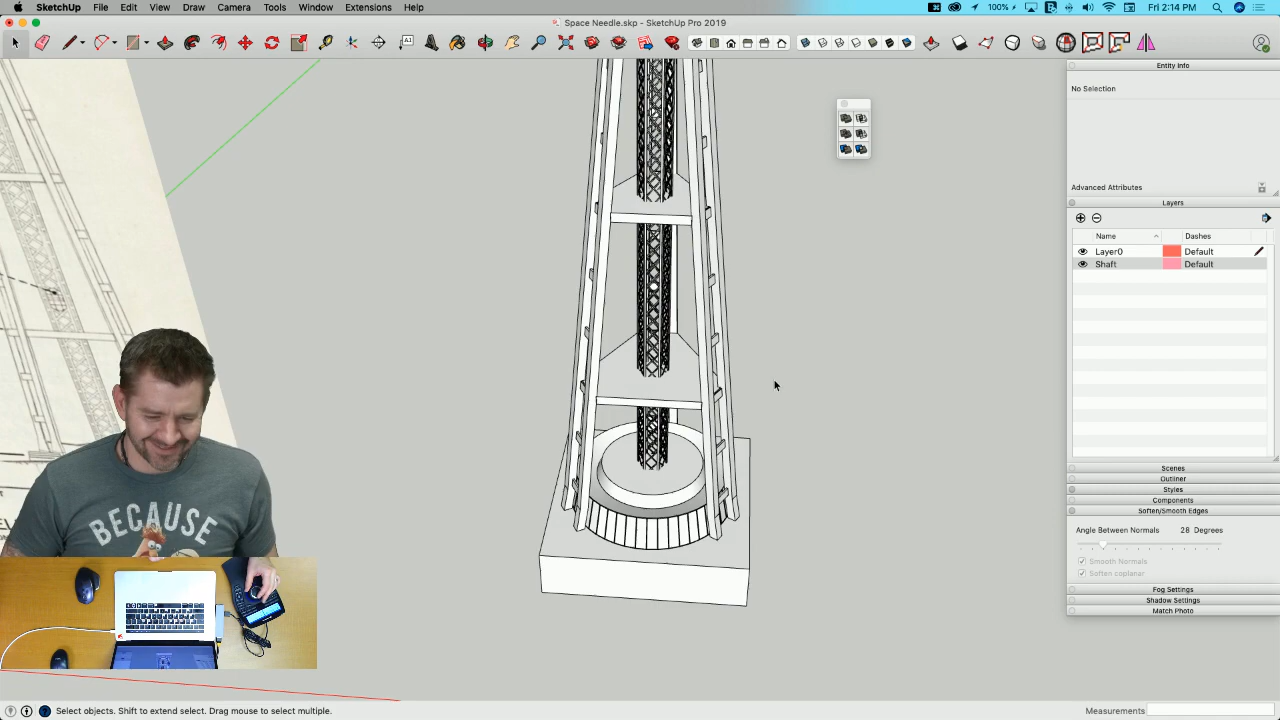 SketchUp File Edit View Draw Camera Tools Window Extensions Help 100% Fri 2:14 PM
Space Needle.skp - SketchUp Pro 2019
Entity Info
No Selection
Advanced Attributes
Layers
Name Dashes
Layer0 Default
Shaft Default
Scenes
Outliner
Styles
Components
Soften/Smooth Edges
Angle Between Normals 28 Degrees
Smooth Normals
Soften coplanar
Fog Settings
Shadow Settings
Match Photo
BECAUSE
Select objects. Shift to extend select. Drag mouse to select multiple.
Measurements